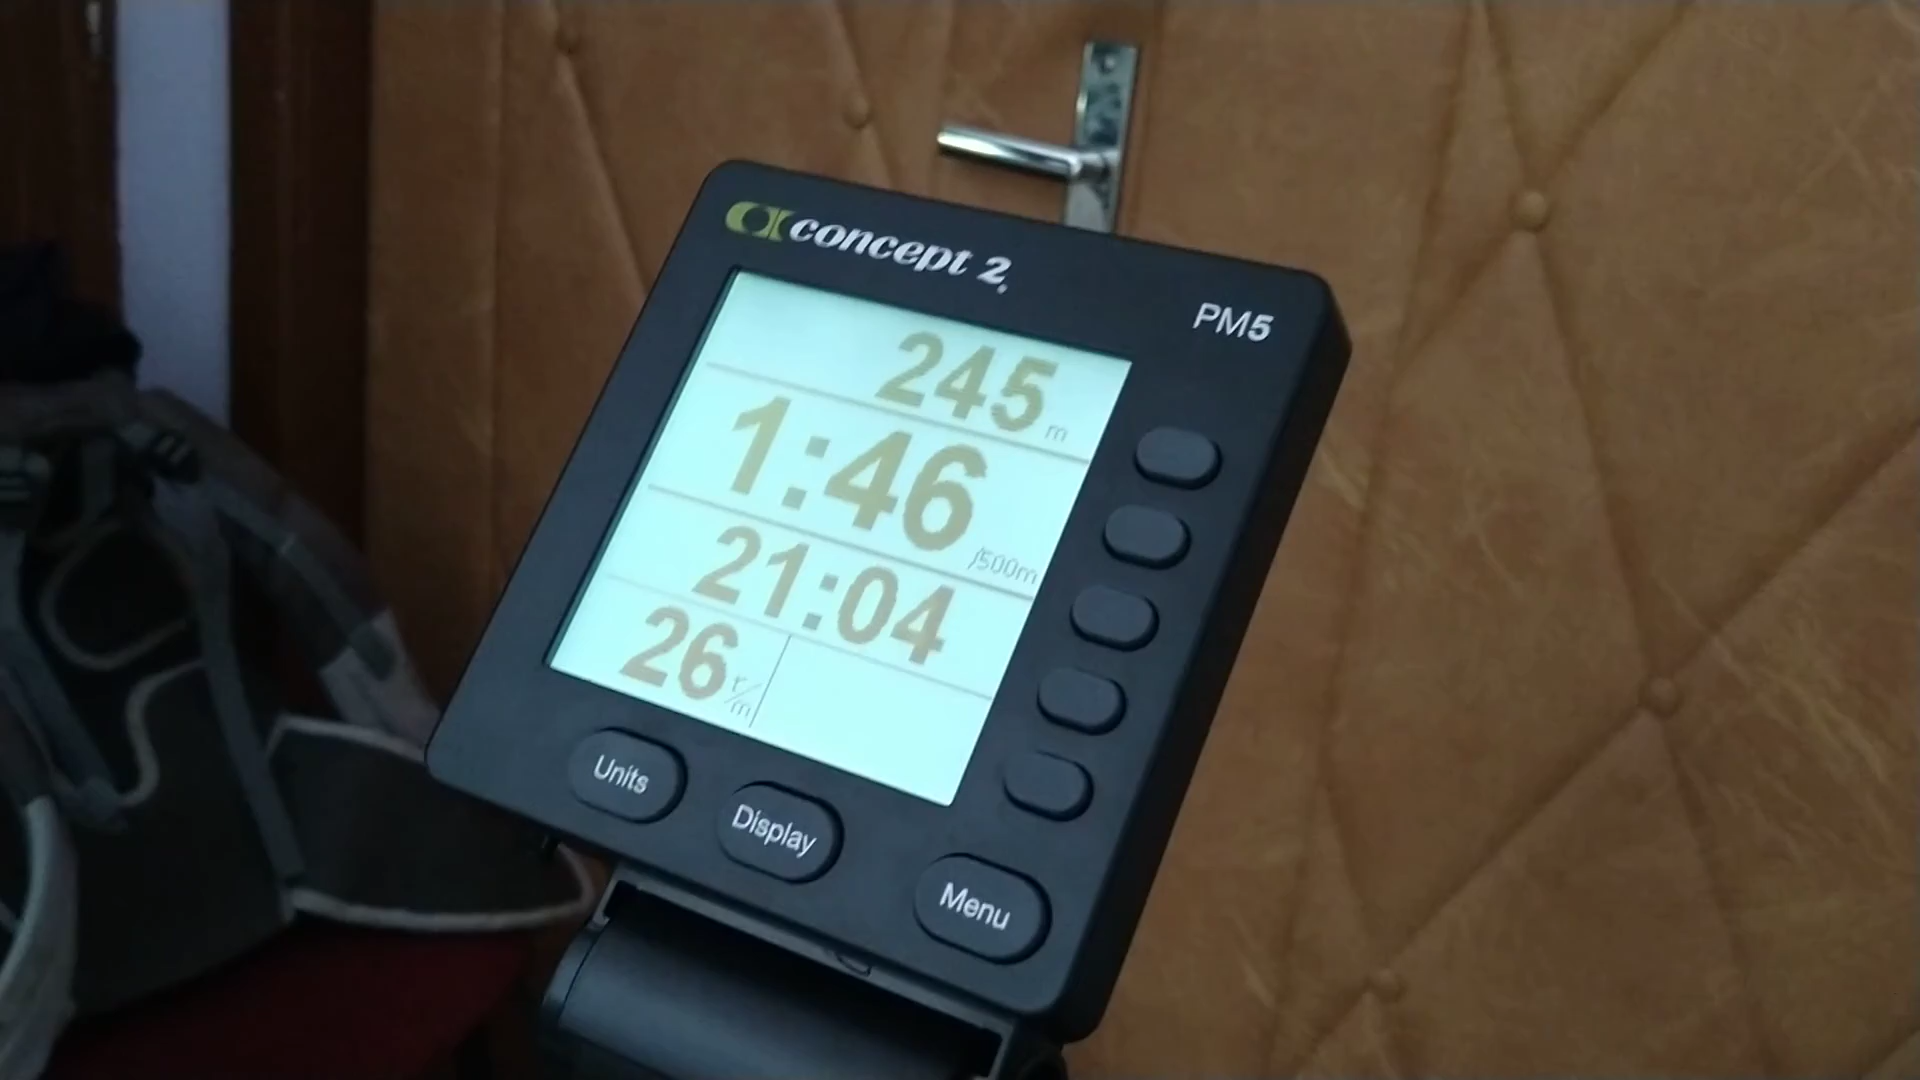 concept 2
PM5
245 m
1:46 /500m
21:04
26 r/m
Units
Display
Menu